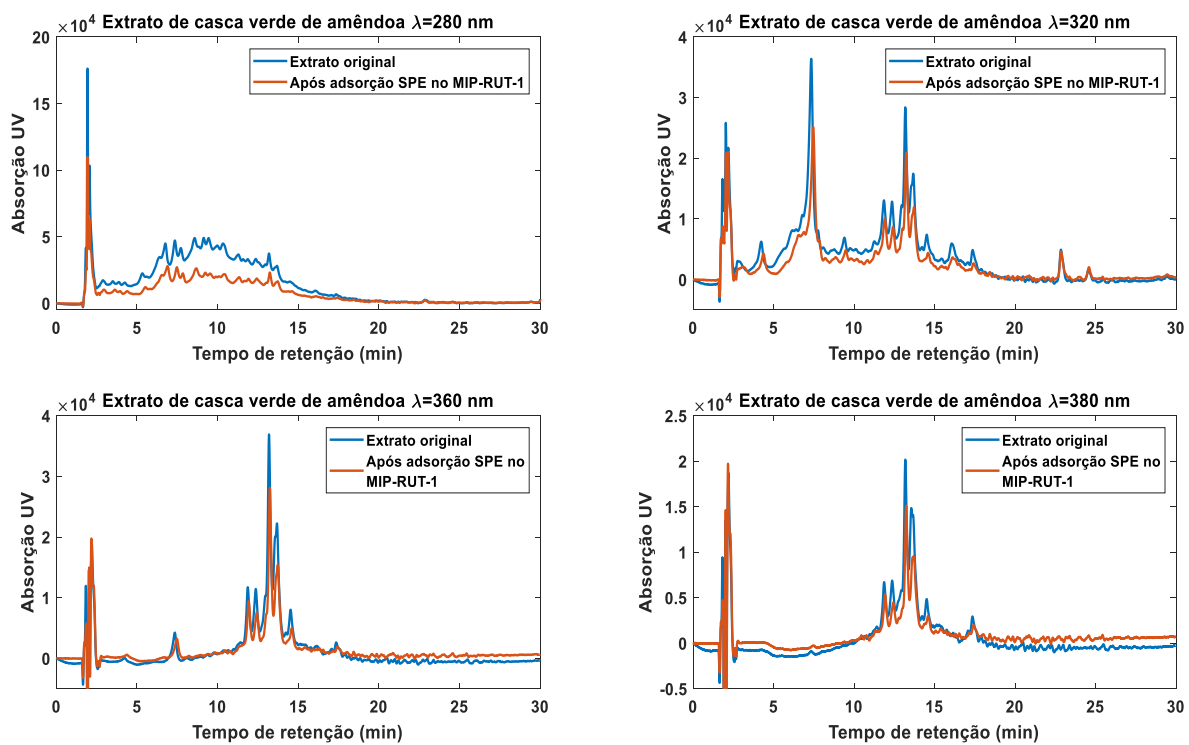 ×10⁴ Extrato de casca verde de amêndoa λ=280 nm
20
15
10
5
0
Absorção UV
Extrato original
Após adsorção SPE no MIP-RUT-1
0 5 10 15 20 25 30
Tempo de retenção (min)
×10⁴ Extrato de casca verde de amêndoa λ=320 nm
4
3
2
1
0
Absorção UV
Extrato original
Após adsorção SPE no MIP-RUT-1
0 5 10 15 20 25 30
Tempo de retenção (min)
×10⁴ Extrato de casca verde de amêndoa λ=360 nm
4
3
2
1
0
Absorção UV
Extrato original
Após adsorção SPE no
MIP-RUT-1
0 5 10 15 20 25 30
Tempo de retenção (min)
×10⁴ Extrato de casca verde de amêndoa λ=380 nm
2.5
2
1.5
1
0.5
0
-0.5
Absorção UV
Extrato original
Após adsorção SPE no
MIP-RUT-1
0 5 10 15 20 25 30
Tempo de retenção (min)